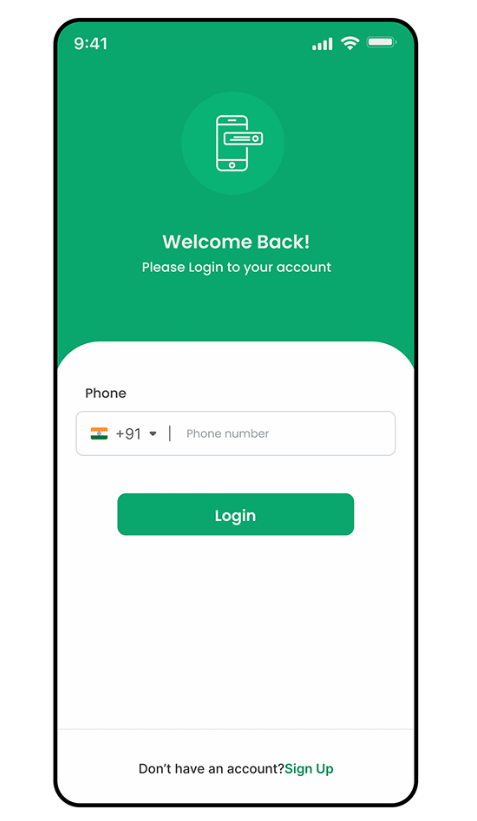 9:41
Welcome Back!
Please Login to your account
Phone
+91 | Phone number
Login
Don't have an account?Sign Up